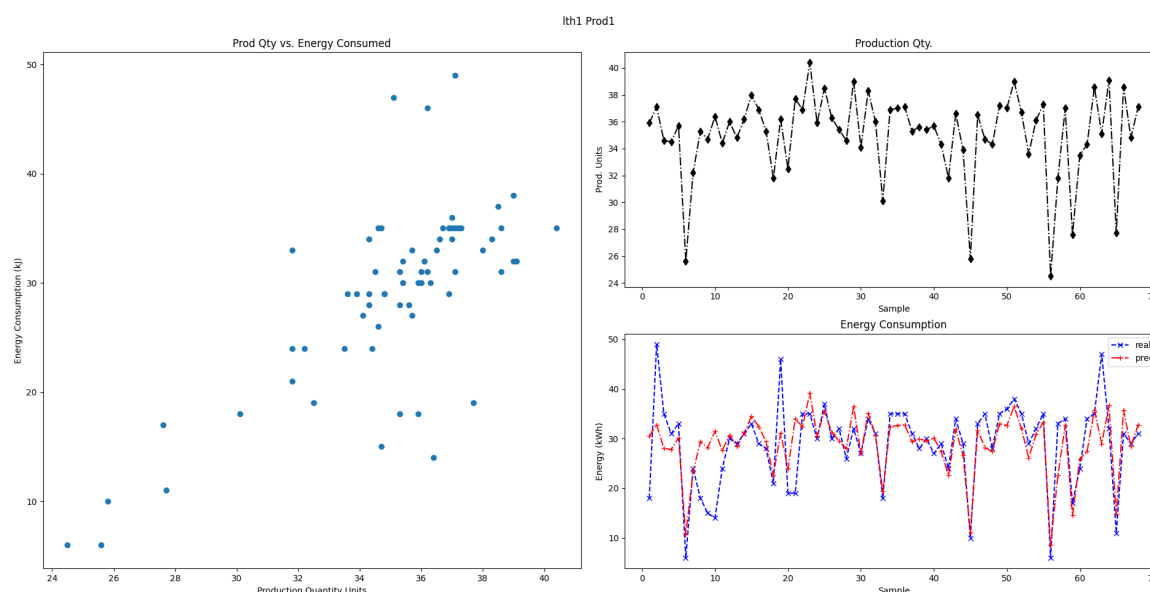 lth1 Prod1
Prod Qty vs. Energy Consumed
50
40
30
20
10
Energy Consumption (kJ)
24 26 28 30 32 34 36 38 40
Production Quantity Units
Production Qty.
40
38
36
34
32
30
28
26
24
Prod. Units
0 10 20 30 40 50 60
Sample
Energy Consumption
50
40
30
20
10
Energy (kWh)
real
0 10 20 30 40 50 60
Sample